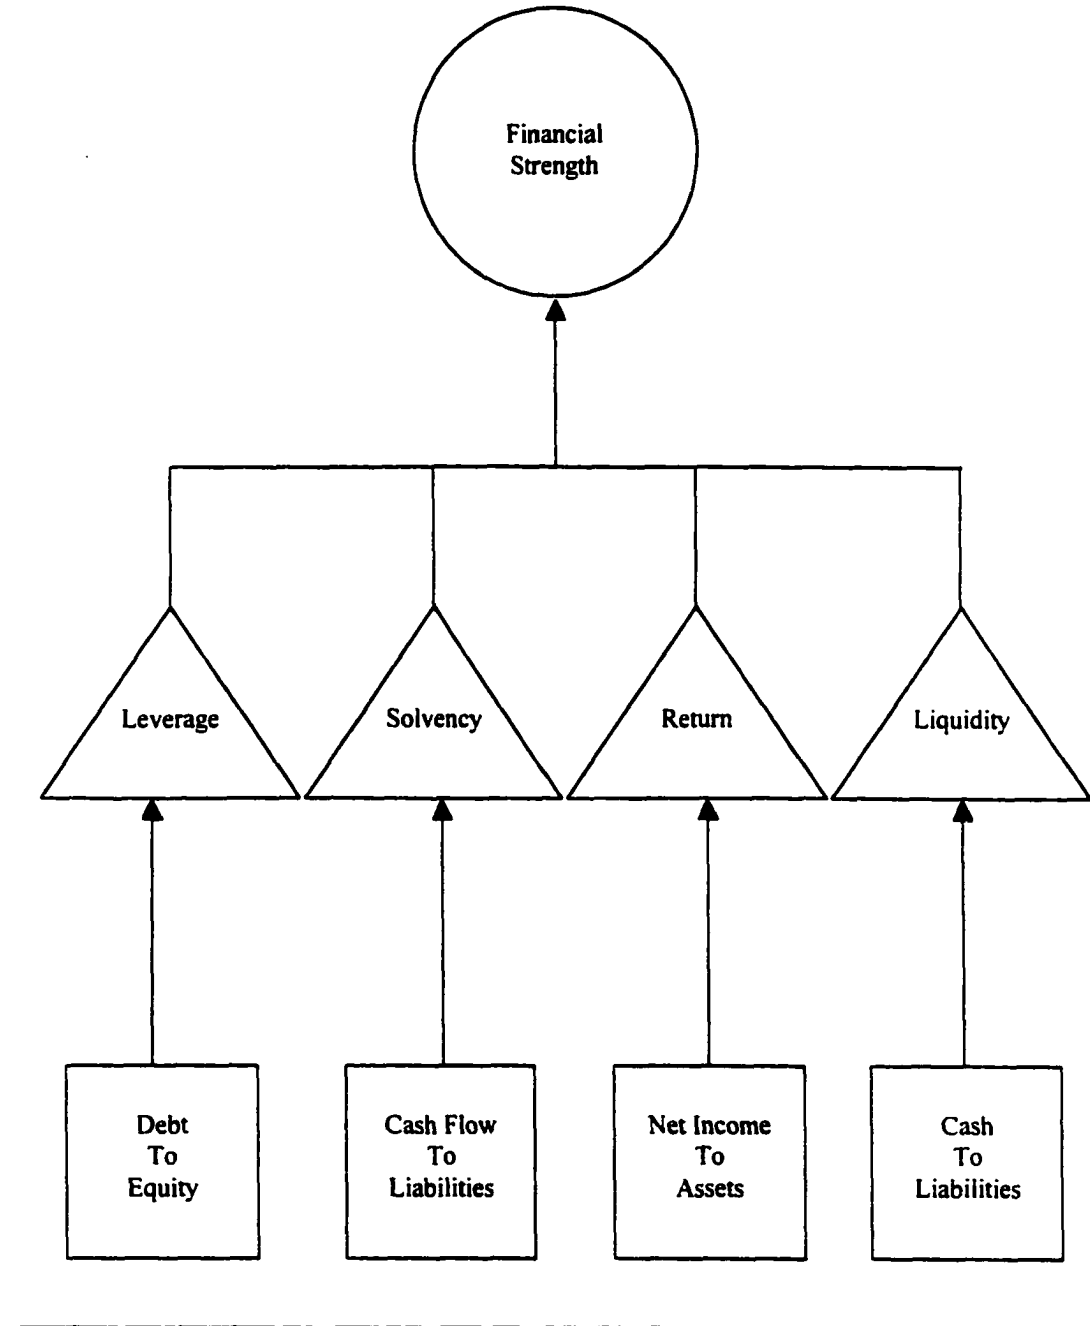 Financial
Strength
Leverage
Solvency
Return
Liquidity
Debt
To
Equity
Cash Flow
To
Liabilities
Net Income
To
Assets
Cash
To
Liabilities